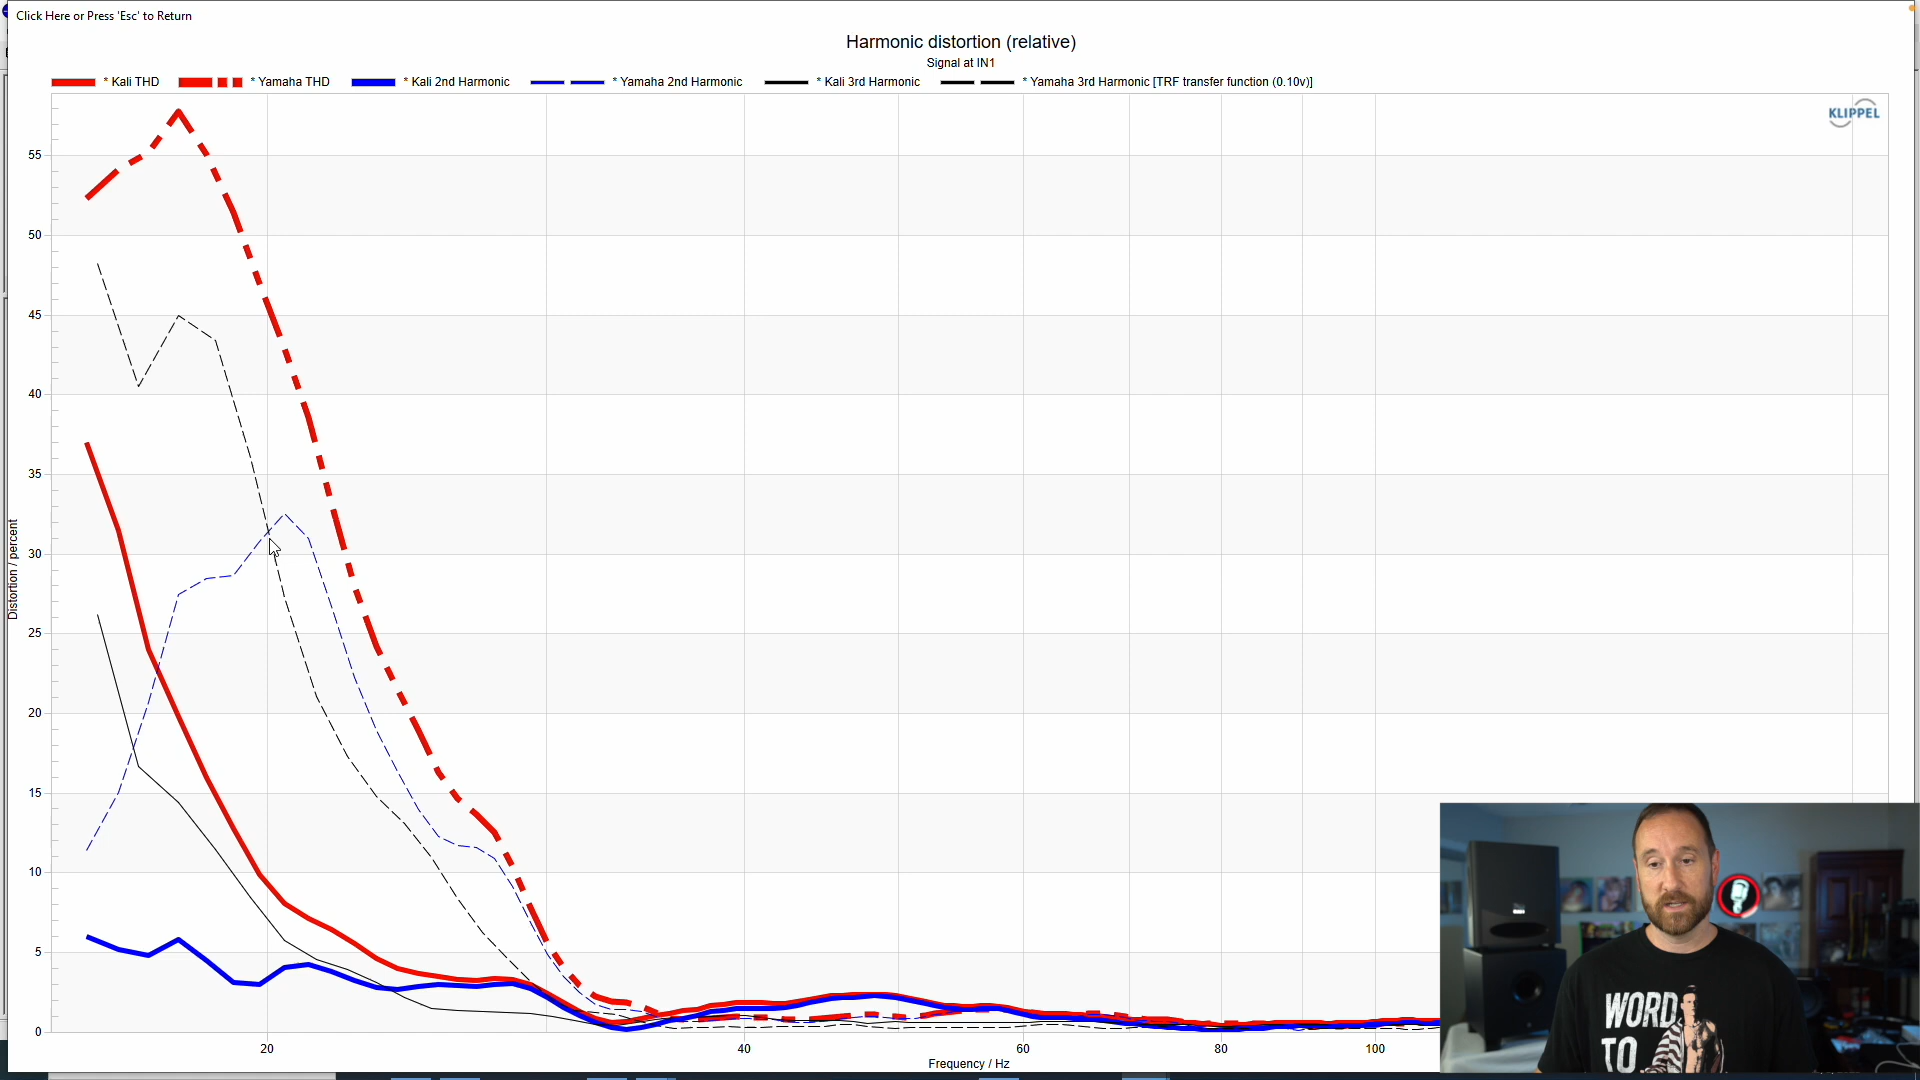 Click Here or Press 'Esc' to Return
Harmonic distortion (relative)
Signal at IN1
* Kali THD * Yamaha THD * Kali 2nd Harmonic * Yamaha 2nd Harmonic * Kali 3rd Harmonic * Yamaha 3rd Harmonic [TRF transfer function (0.10v)]
KLIPPEL
55
50
45
40
35
30
25
20
15
10
5
0
Distortion / percent
20 40 60 80 100
Frequency / Hz
WORD
TO